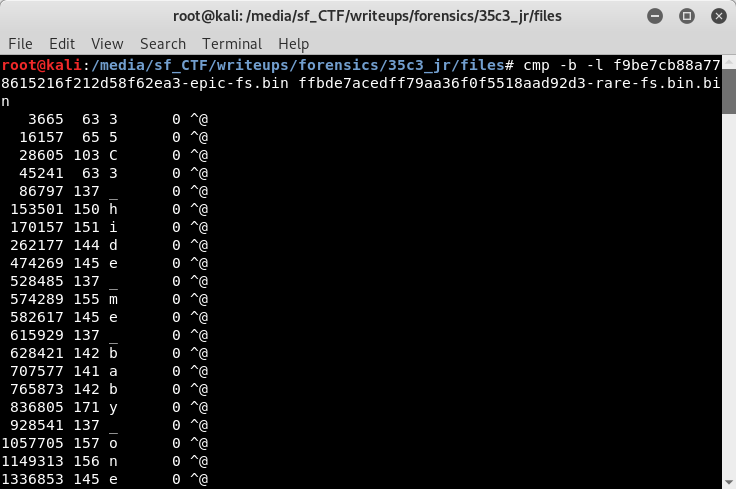 root@kali: /media/sf_CTF/writeups/forensics/35c3_jr/files
File Edit View Search Terminal Help
root@kali:/media/sf_CTF/writeups/forensics/35c3_jr/files# cmp -b -l f9be7cb88a77
8615216f212d58f62ea3-epic-fs.bin ffbde7acedff79aa36f0f5518aad92d3-rare-fs.bin.bi
n
3665 63 3 0 ^@
16157 65 5 0 ^@
28605 103 C 0 ^@
45241 63 3 0 ^@
86797 137 _ 0 ^@
153501 150 h 0 ^@
170157 151 i 0 ^@
262177 144 d 0 ^@
474269 145 e 0 ^@
528485 137 _ 0 ^@
574289 155 m 0 ^@
582617 145 e 0 ^@
615929 137 _ 0 ^@
628421 142 b 0 ^@
707577 141 a 0 ^@
765873 142 b 0 ^@
836805 171 y 0 ^@
928541 137 _ 0 ^@
1057705 157 o 0 ^@
1149313 156 n 0 ^@
1336853 145 e 0 ^@